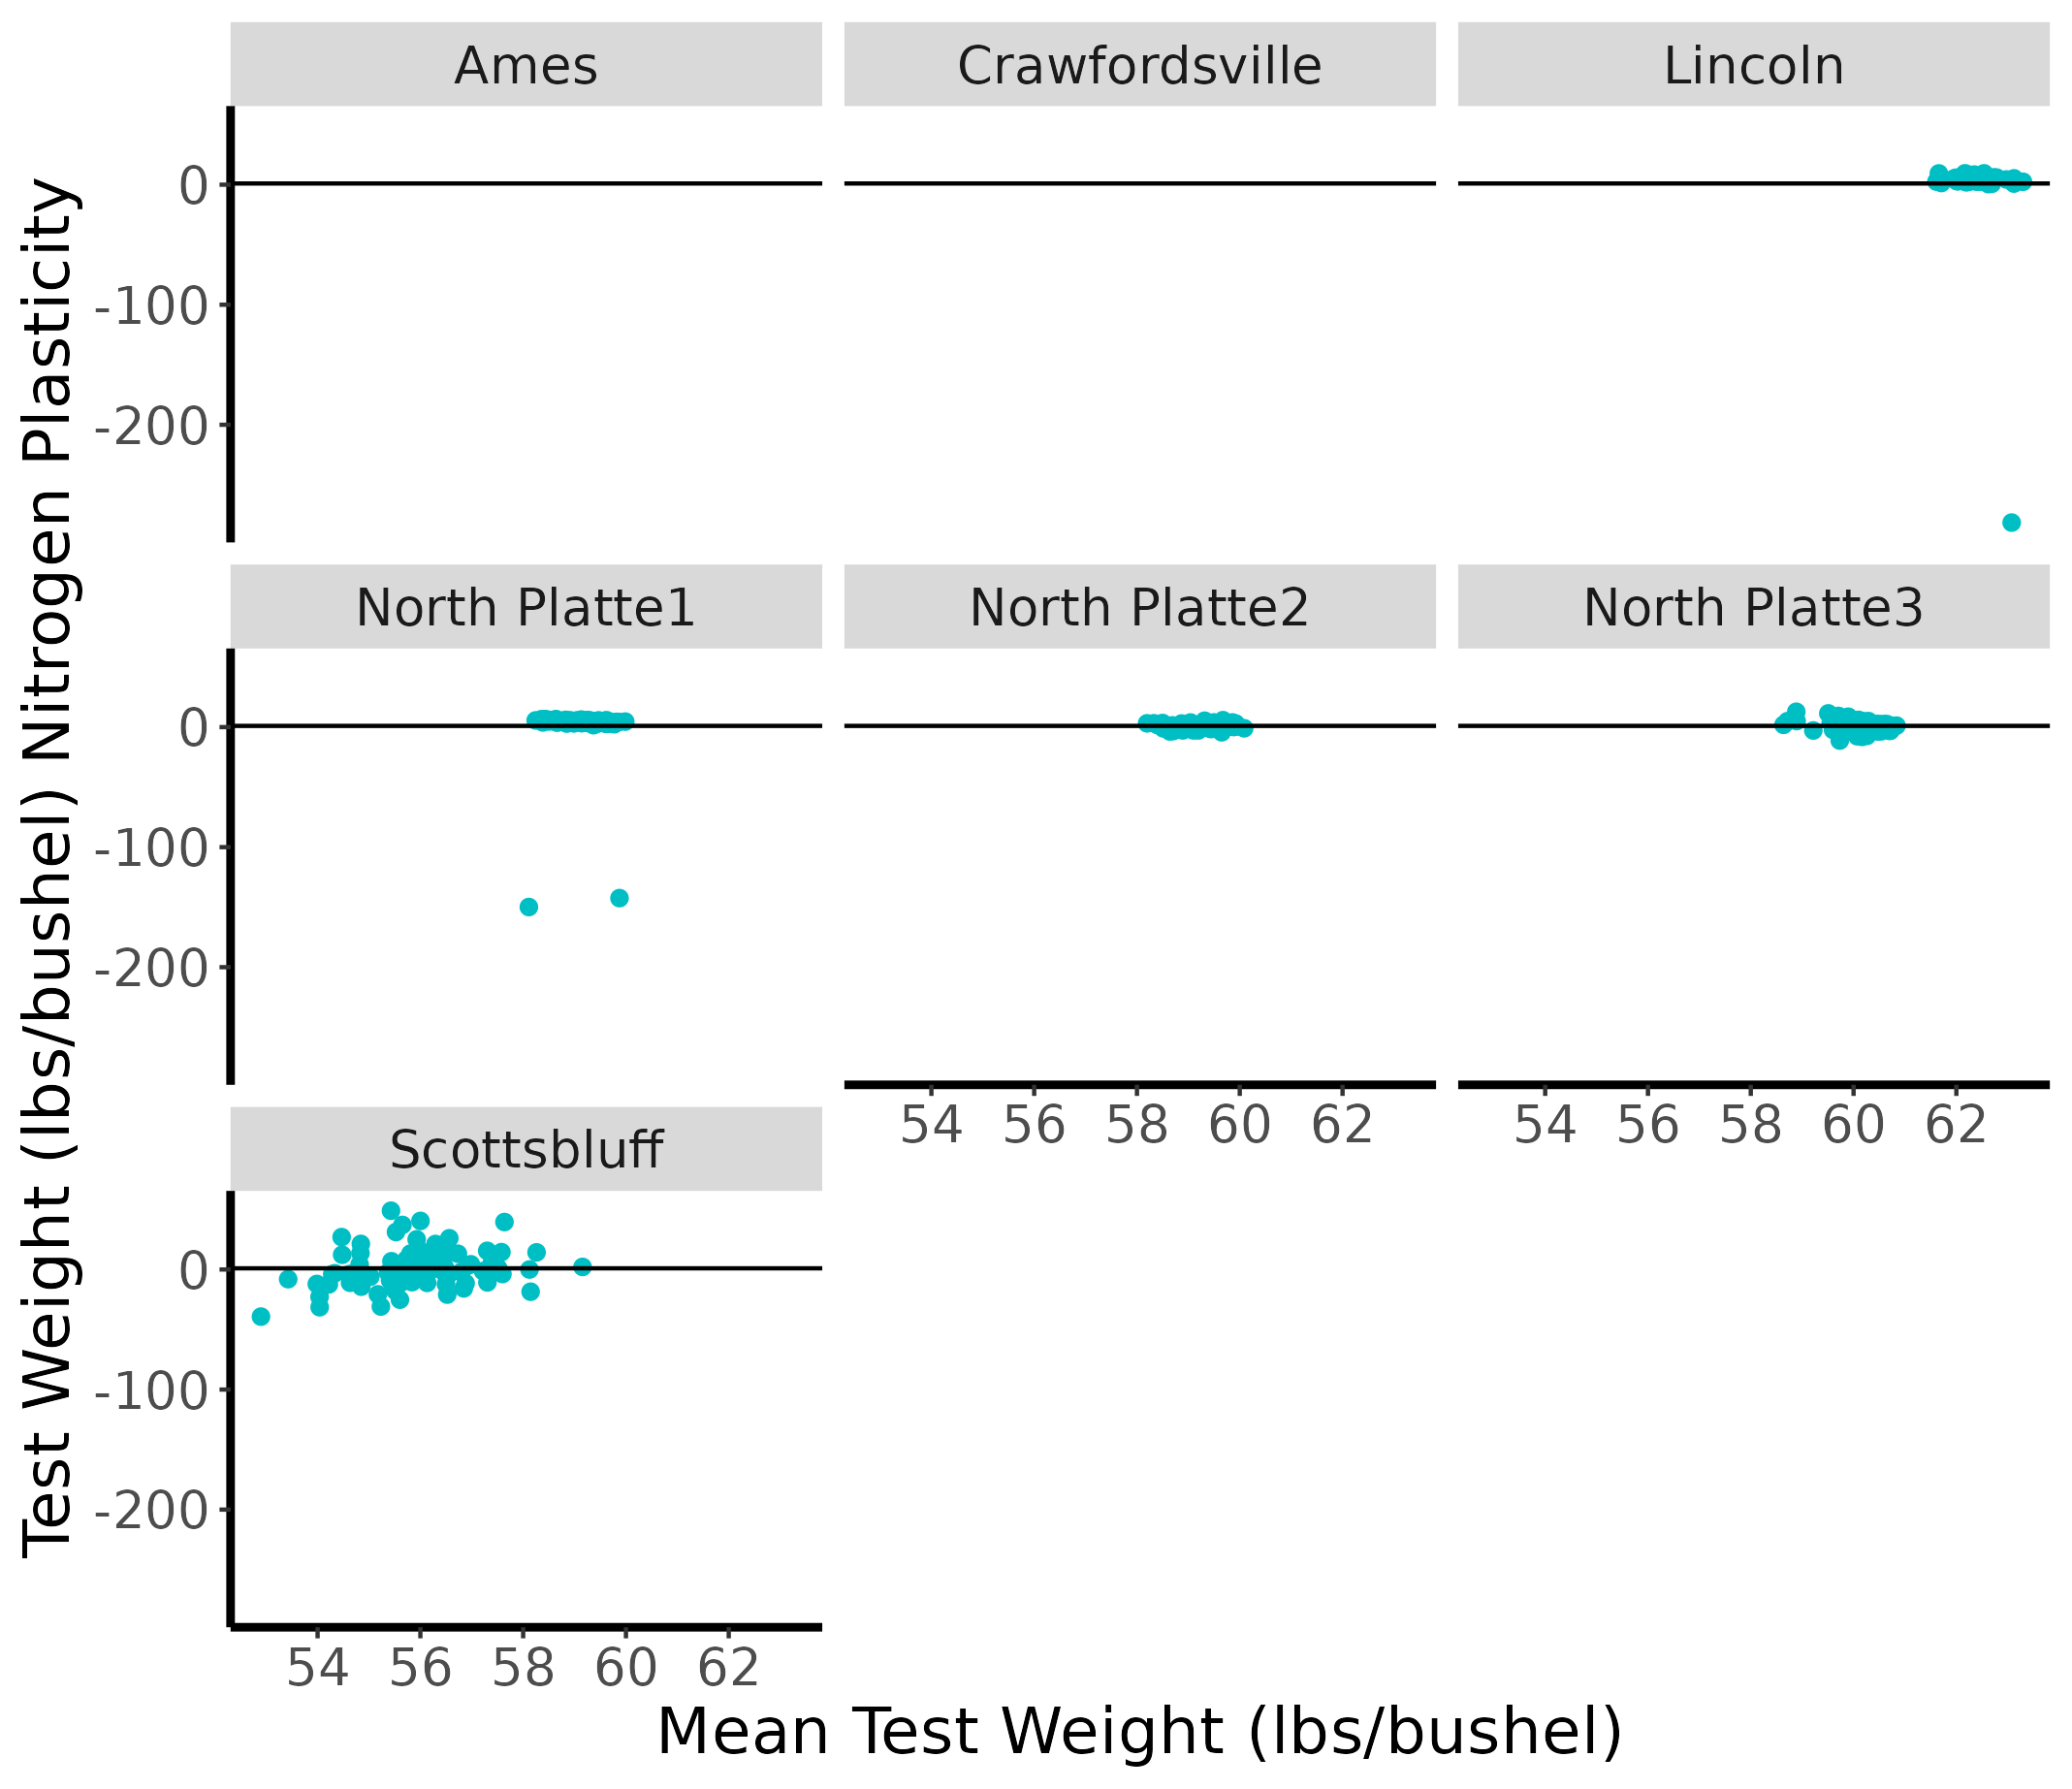 Ames
Crawfordsville
Lincoln
0
-100
-200
North Platte1
North Platte2
North Platte3
0
-100
-200
54 56 58 60 62
54 56 58 60 62
Scottsbluff
0
-100
-200
54 56 58 60 62
Mean Test Weight (lbs/bushel)
Test Weight (lbs/bushel) Nitrogen Plasticity